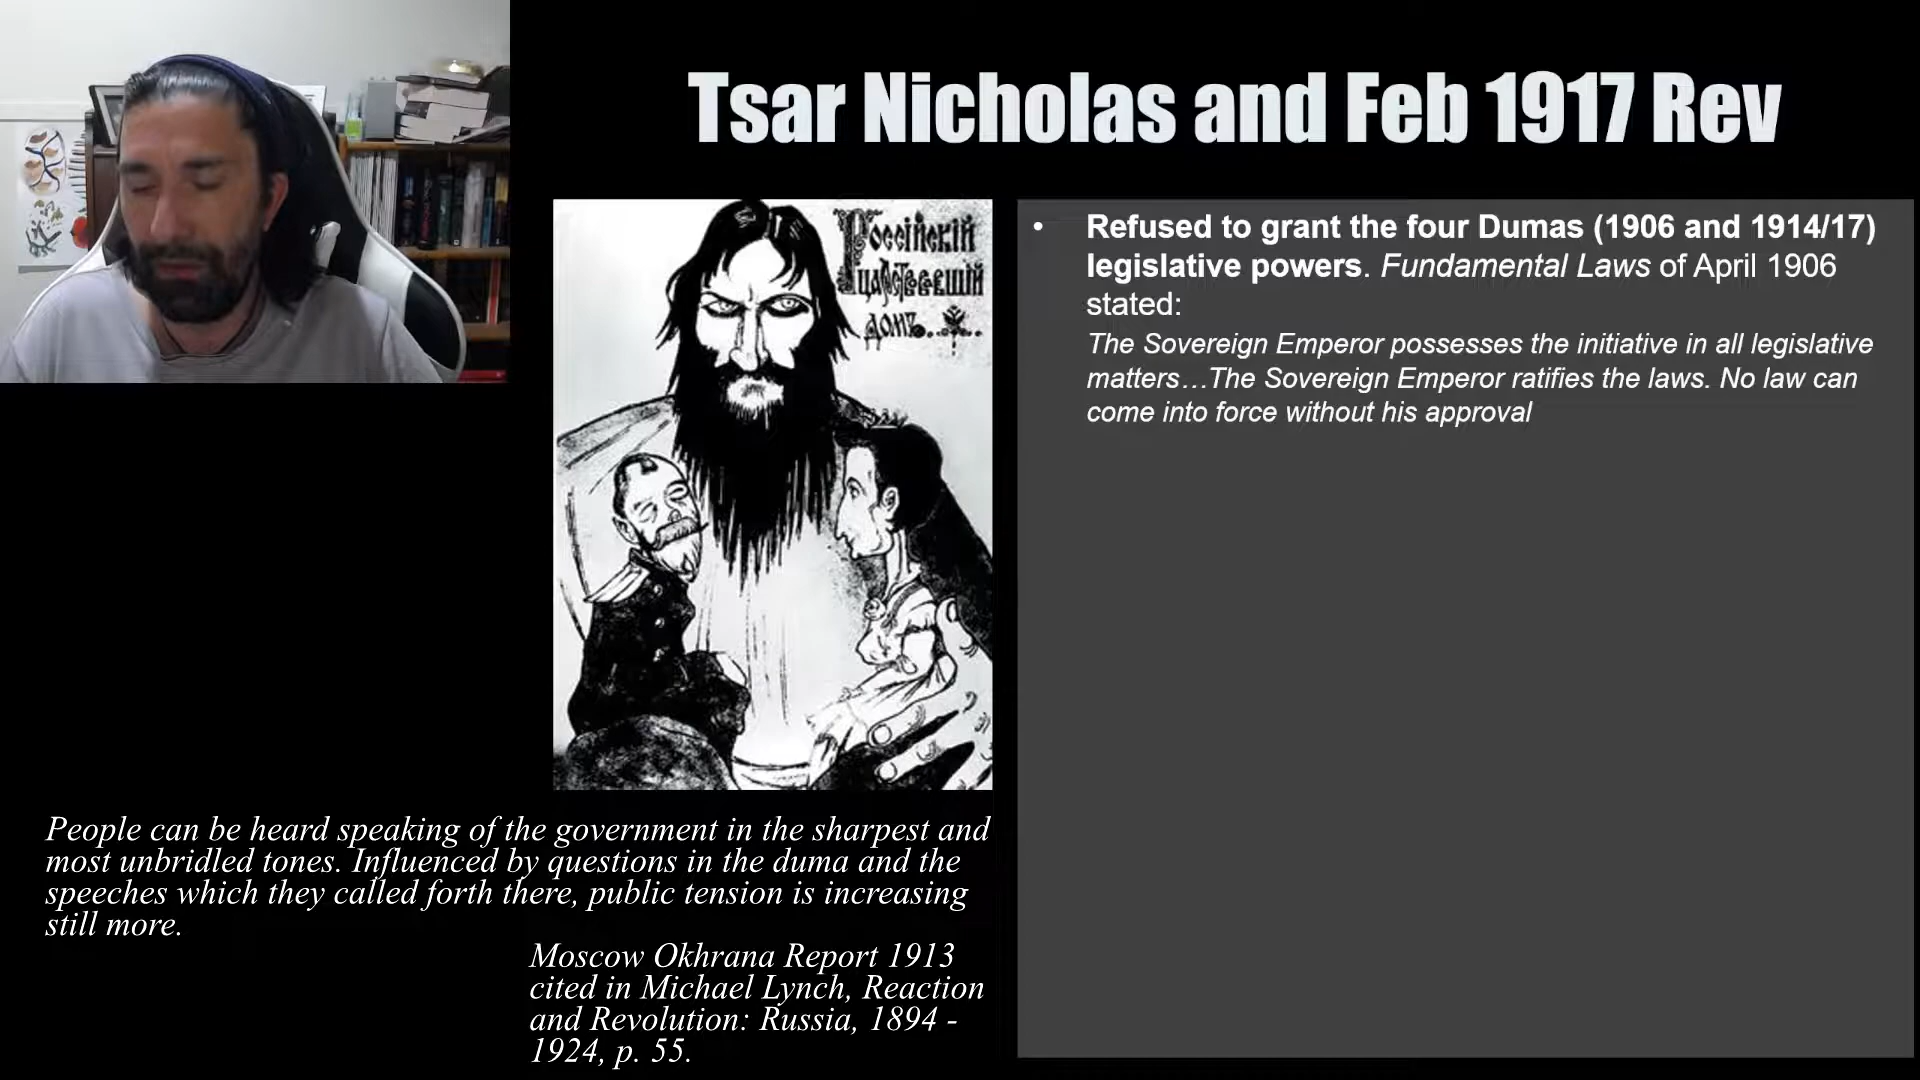 Tsar Nicholas and Feb 1917 Rev
Россійскій
Царствовавшій
домъ...
• Refused to grant the four Dumas (1906 and 1914/17)
legislative powers. Fundamental Laws of April 1906
stated:
The Sovereign Emperor possesses the initiative in all legislative
matters…The Sovereign Emperor ratifies the laws. No law can
come into force without his approval
People can be heard speaking of the government in the sharpest and
most unbridled tones. Influenced by questions in the duma and the
speeches which they called forth there, public tension is increasing
still more.
Moscow Okhrana Report 1913
cited in Michael Lynch, Reaction
and Revolution: Russia, 1894 -
1924, p. 55.